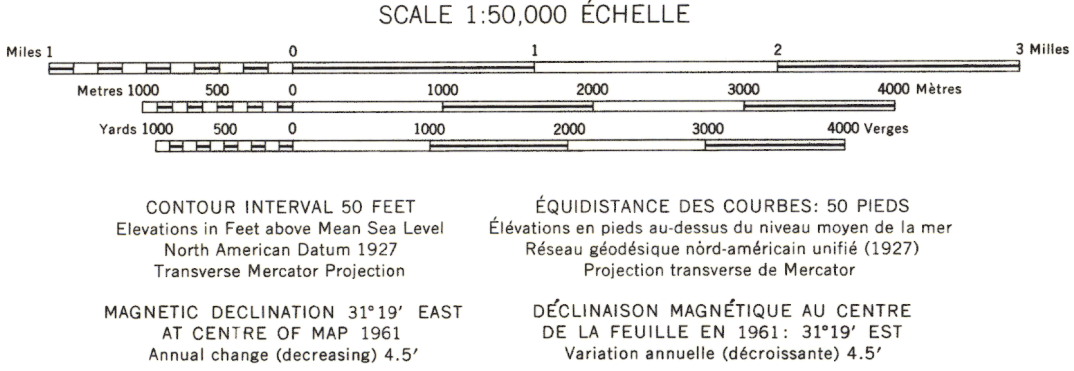 SCALE 1:50,000 ÉCHELLE
Miles 1 0 1 2 3 Milles
Metres 1000 500 0 1000 2000 3000 4000 Mètres
Yards 1000 500 0 1000 2000 3000 4000 Verges
CONTOUR INTERVAL 50 FEET
Elevations in Feet above Mean Sea Level
North American Datum 1927
Transverse Mercator Projection
ÉQUIDISTANCE DES COURBES: 50 PIEDS
Élévations en pieds au-dessus du niveau moyen de la mer
Réseau géodésique nord-américain unifié (1927)
Projection transverse de Mercator
MAGNETIC DECLINATION 31°19′ EAST
AT CENTRE OF MAP 1961
Annual change (decreasing) 4.5′
DÉCLINAISON MAGNÉTIQUE AU CENTRE
DE LA FEUILLE EN 1961: 31°19′ EST
Variation annuelle (décroissante) 4.5′